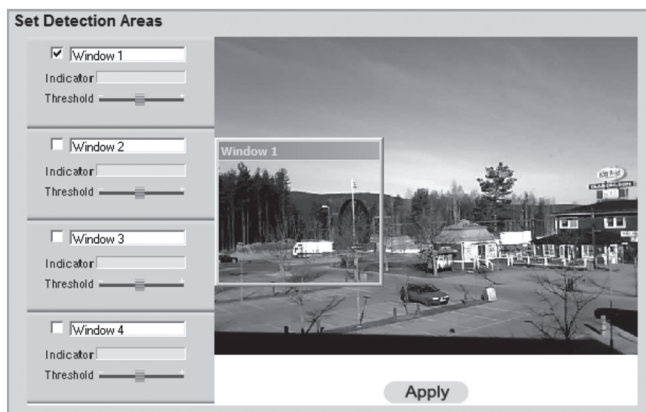 Set Detection Areas
Window 1
Indicator
Threshold
Window 2
Indicator
Threshold
Window 3
Indicator
Threshold
Window 4
Indicator
Threshold
Window 1
Apply